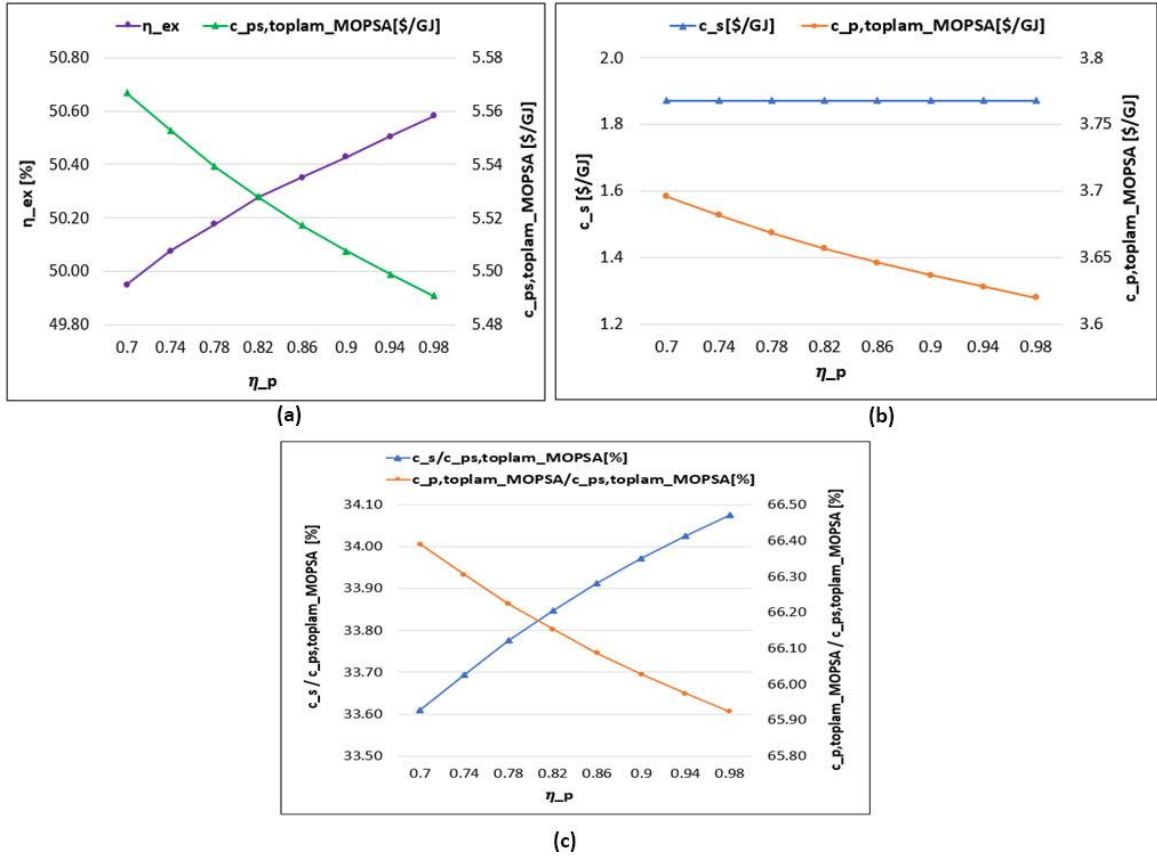 η_ex c_ps,toplam_MOPSA[$/GJ]
50.80 5.58
50.60 5.56
50.40 5.54
50.20 5.52
50.00 5.50
49.80 5.48
η_ex [%]
c_ps,toplam_MOPSA [$/GJ]
0.7 0.74 0.78 0.82 0.86 0.9 0.94 0.98
η_p
(a)
c_s[$/GJ] c_p,toplam_MOPSA[$/GJ]
2.0 3.8
1.8 3.75
1.6 3.7
1.4 3.65
1.2 3.6
c_s [$/GJ]
c_p,toplam_MOPSA [$/GJ]
0.7 0.74 0.78 0.82 0.86 0.9 0.94 0.98
η_p
(b)
c_s/c_ps,toplam_MOPSA[%]
c_p,toplam_MOPSA/c_ps,toplam_MOPSA[%]
34.10 66.50
34.00 66.40
33.90 66.30
33.80 66.20
33.70 66.10
33.60 66.00
33.50 65.90
65.80
c_s / c_ps,toplam_MOPSA [%]
c_p,toplam_MOPSA / c_ps,toplam_MOPSA [%]
0.7 0.74 0.78 0.82 0.86 0.9 0.94 0.98
η_p
(c)